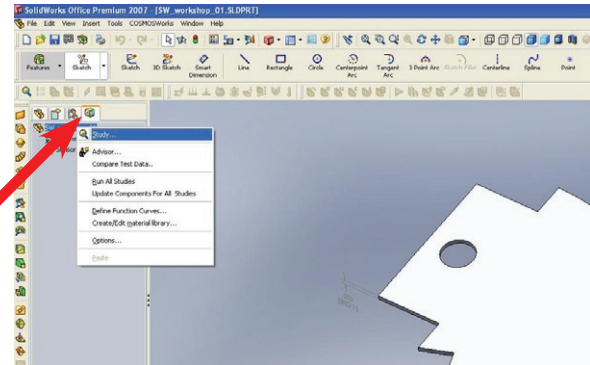 SolidWorks Office Premium 2007 - [SW_workshop_01.SLDPRT]
File Edit View Insert Tools COSMOSWorks Window Help
Features Sketch Sketch 3D Sketch Smart Dimension Line Rectangle Circle Centerpoint Arc Tangent Arc 3 Point Arc Sketch Fillet Centerline Spline Point
Study...
Advisor...
Compare Test Data..
Run All Studies
Update Components For All Studies
Define Function Curves...
Create/Edit material library...
Options...
Paste